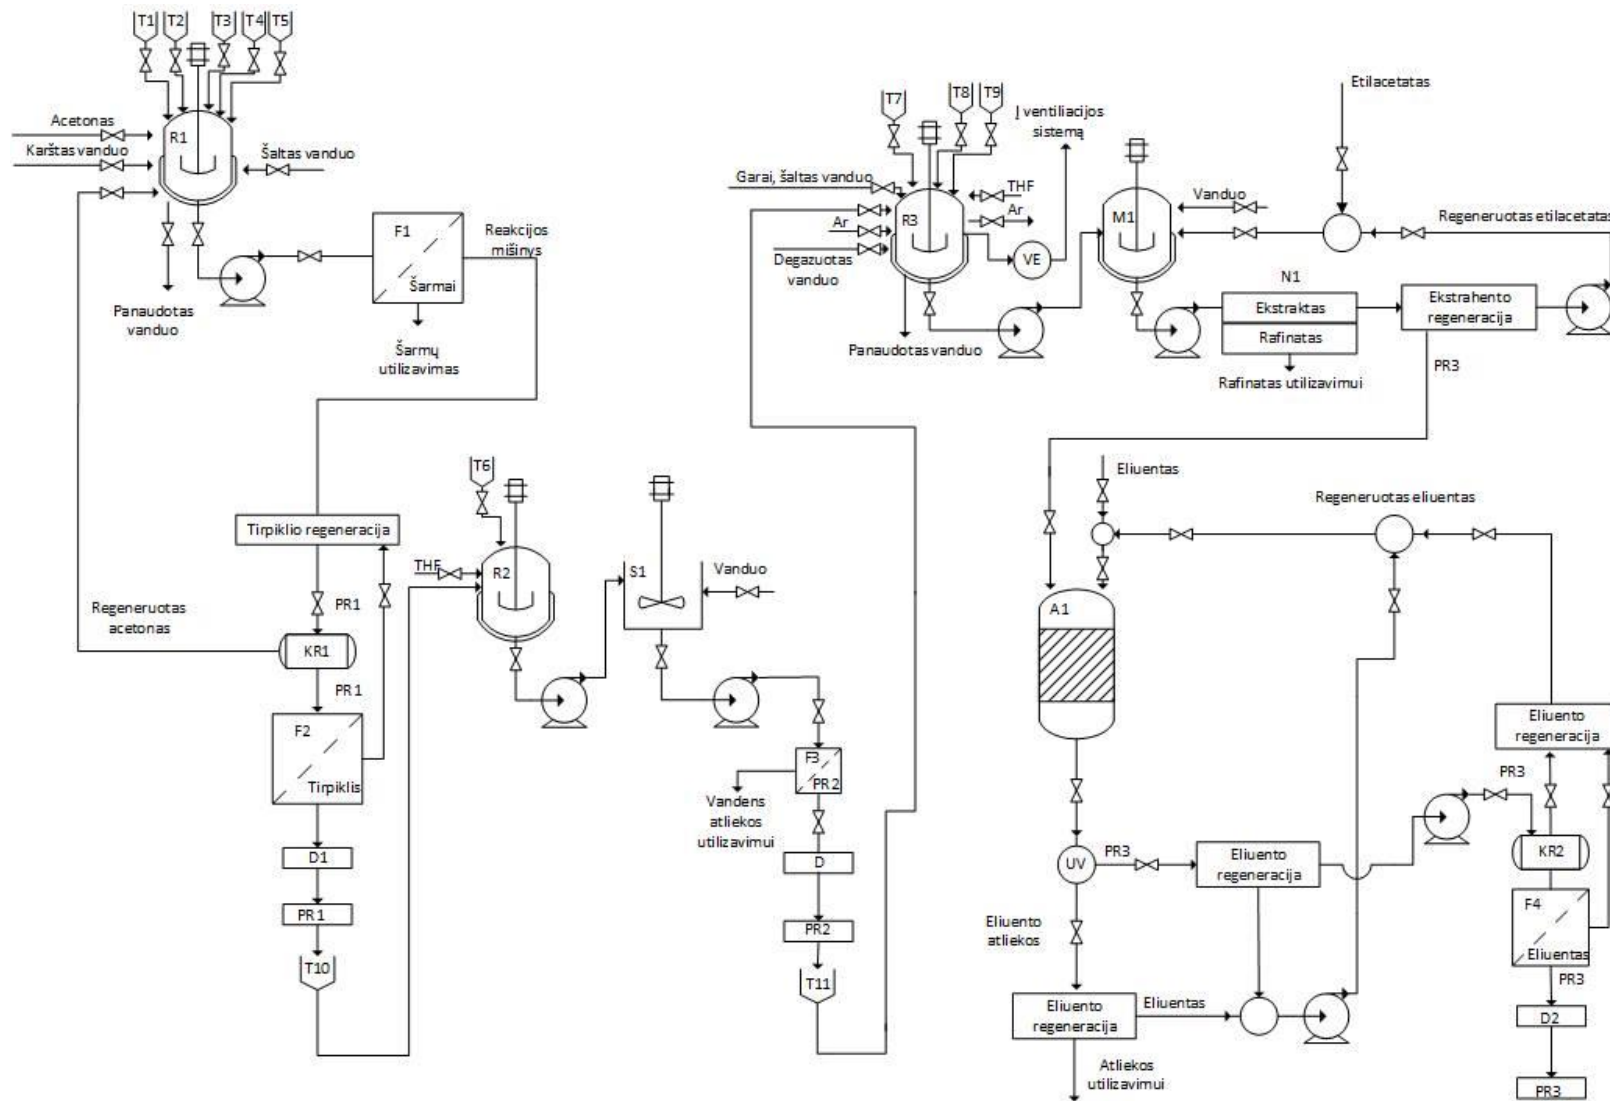 T1
T2
T3
T4
T5
Acetonas
R1
Karštas vanduo
Šaltas vanduo
Panaudotas
vanduo
F1
Šarmai
Šarmų
utilizavimas
Reakcijos
mišinys
Tirpiklio regeneracija
PR1
Regeneruotas
acetonas
KR1
PR1
F2
Tirpiklis
D1
PR1
T10
T6
THF
R2
S1
Vanduo
F3
PR2
Vandens
atliekos
utilizavimui
D
PR2
T11
T7
T8
T9
Į ventiliacijos
sistemą
Garai, šaltas vanduo
THF
R3
Ar
Ar
Degazuotas
vanduo
VE
Panaudotas vanduo
M1
Vanduo
Etilacetatas
Regeneruotas etilacetatas
N1
Ekstraktas
Rafinatas
Rafinatas utilizavimui
Ekstrahento
regeneracija
PR3
Eliuentas
Regeneruotas eliuentas
A1
UV
PR3
Eliuento
regeneracija
Eliuento
atliekos
Eliuento
regeneracija
Eliuentas
Atliekos
utilizavimui
PR3
Eliuento
regeneracija
KR2
F4
Eliuentas
PR3
D2
PR3